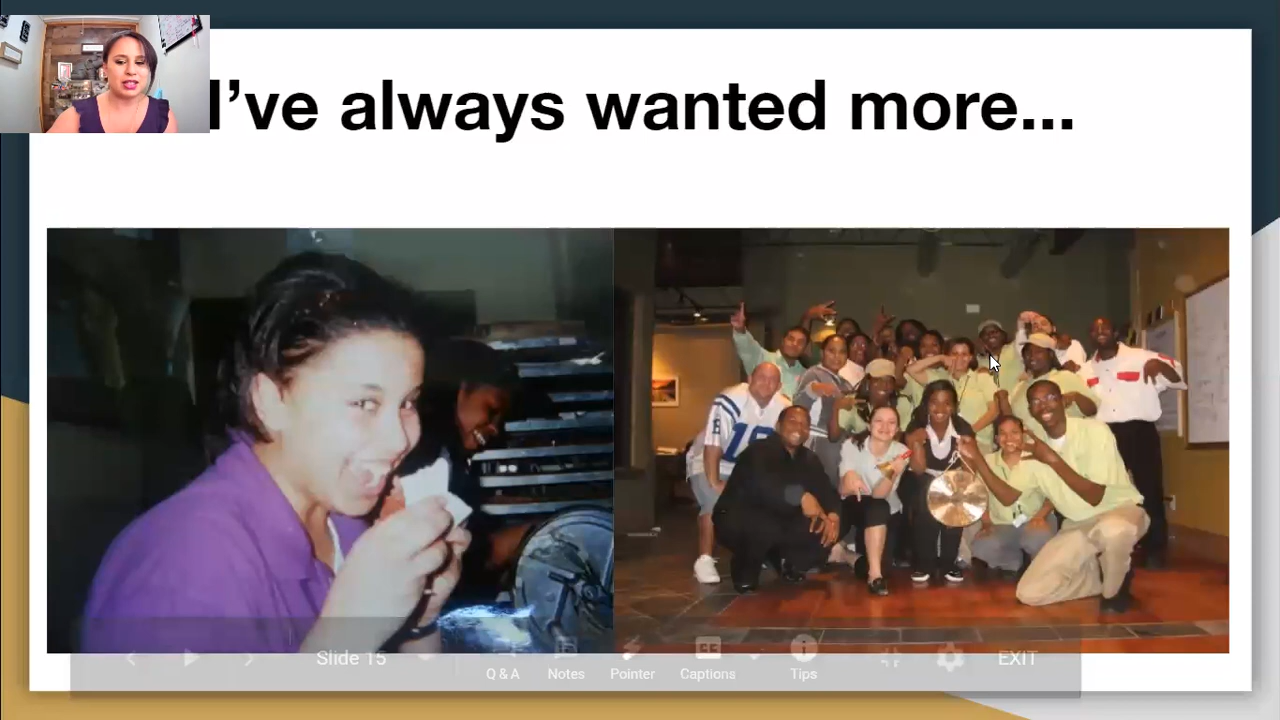 I've always wanted more...
Slide 15
Q & A
Notes
Pointer
Captions
Tips
EXIT